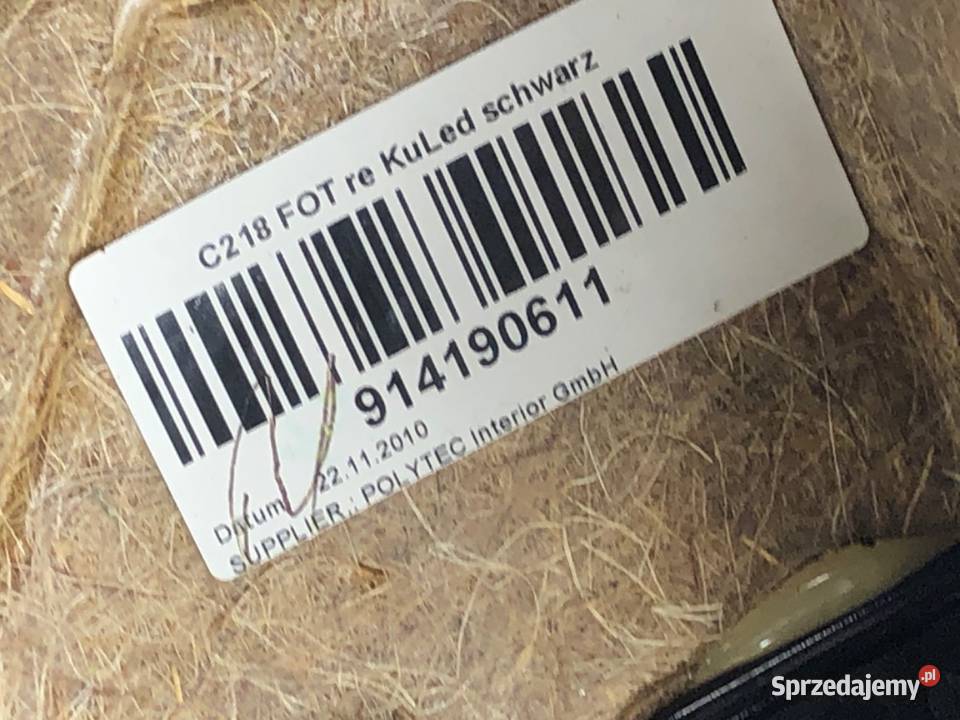 C218 FOT re KuLed schwarz
914190611
Datum: 22.11.2010
SUPPLIER.: POLYTEC Interior GmbH
Sprzedajemy.pl